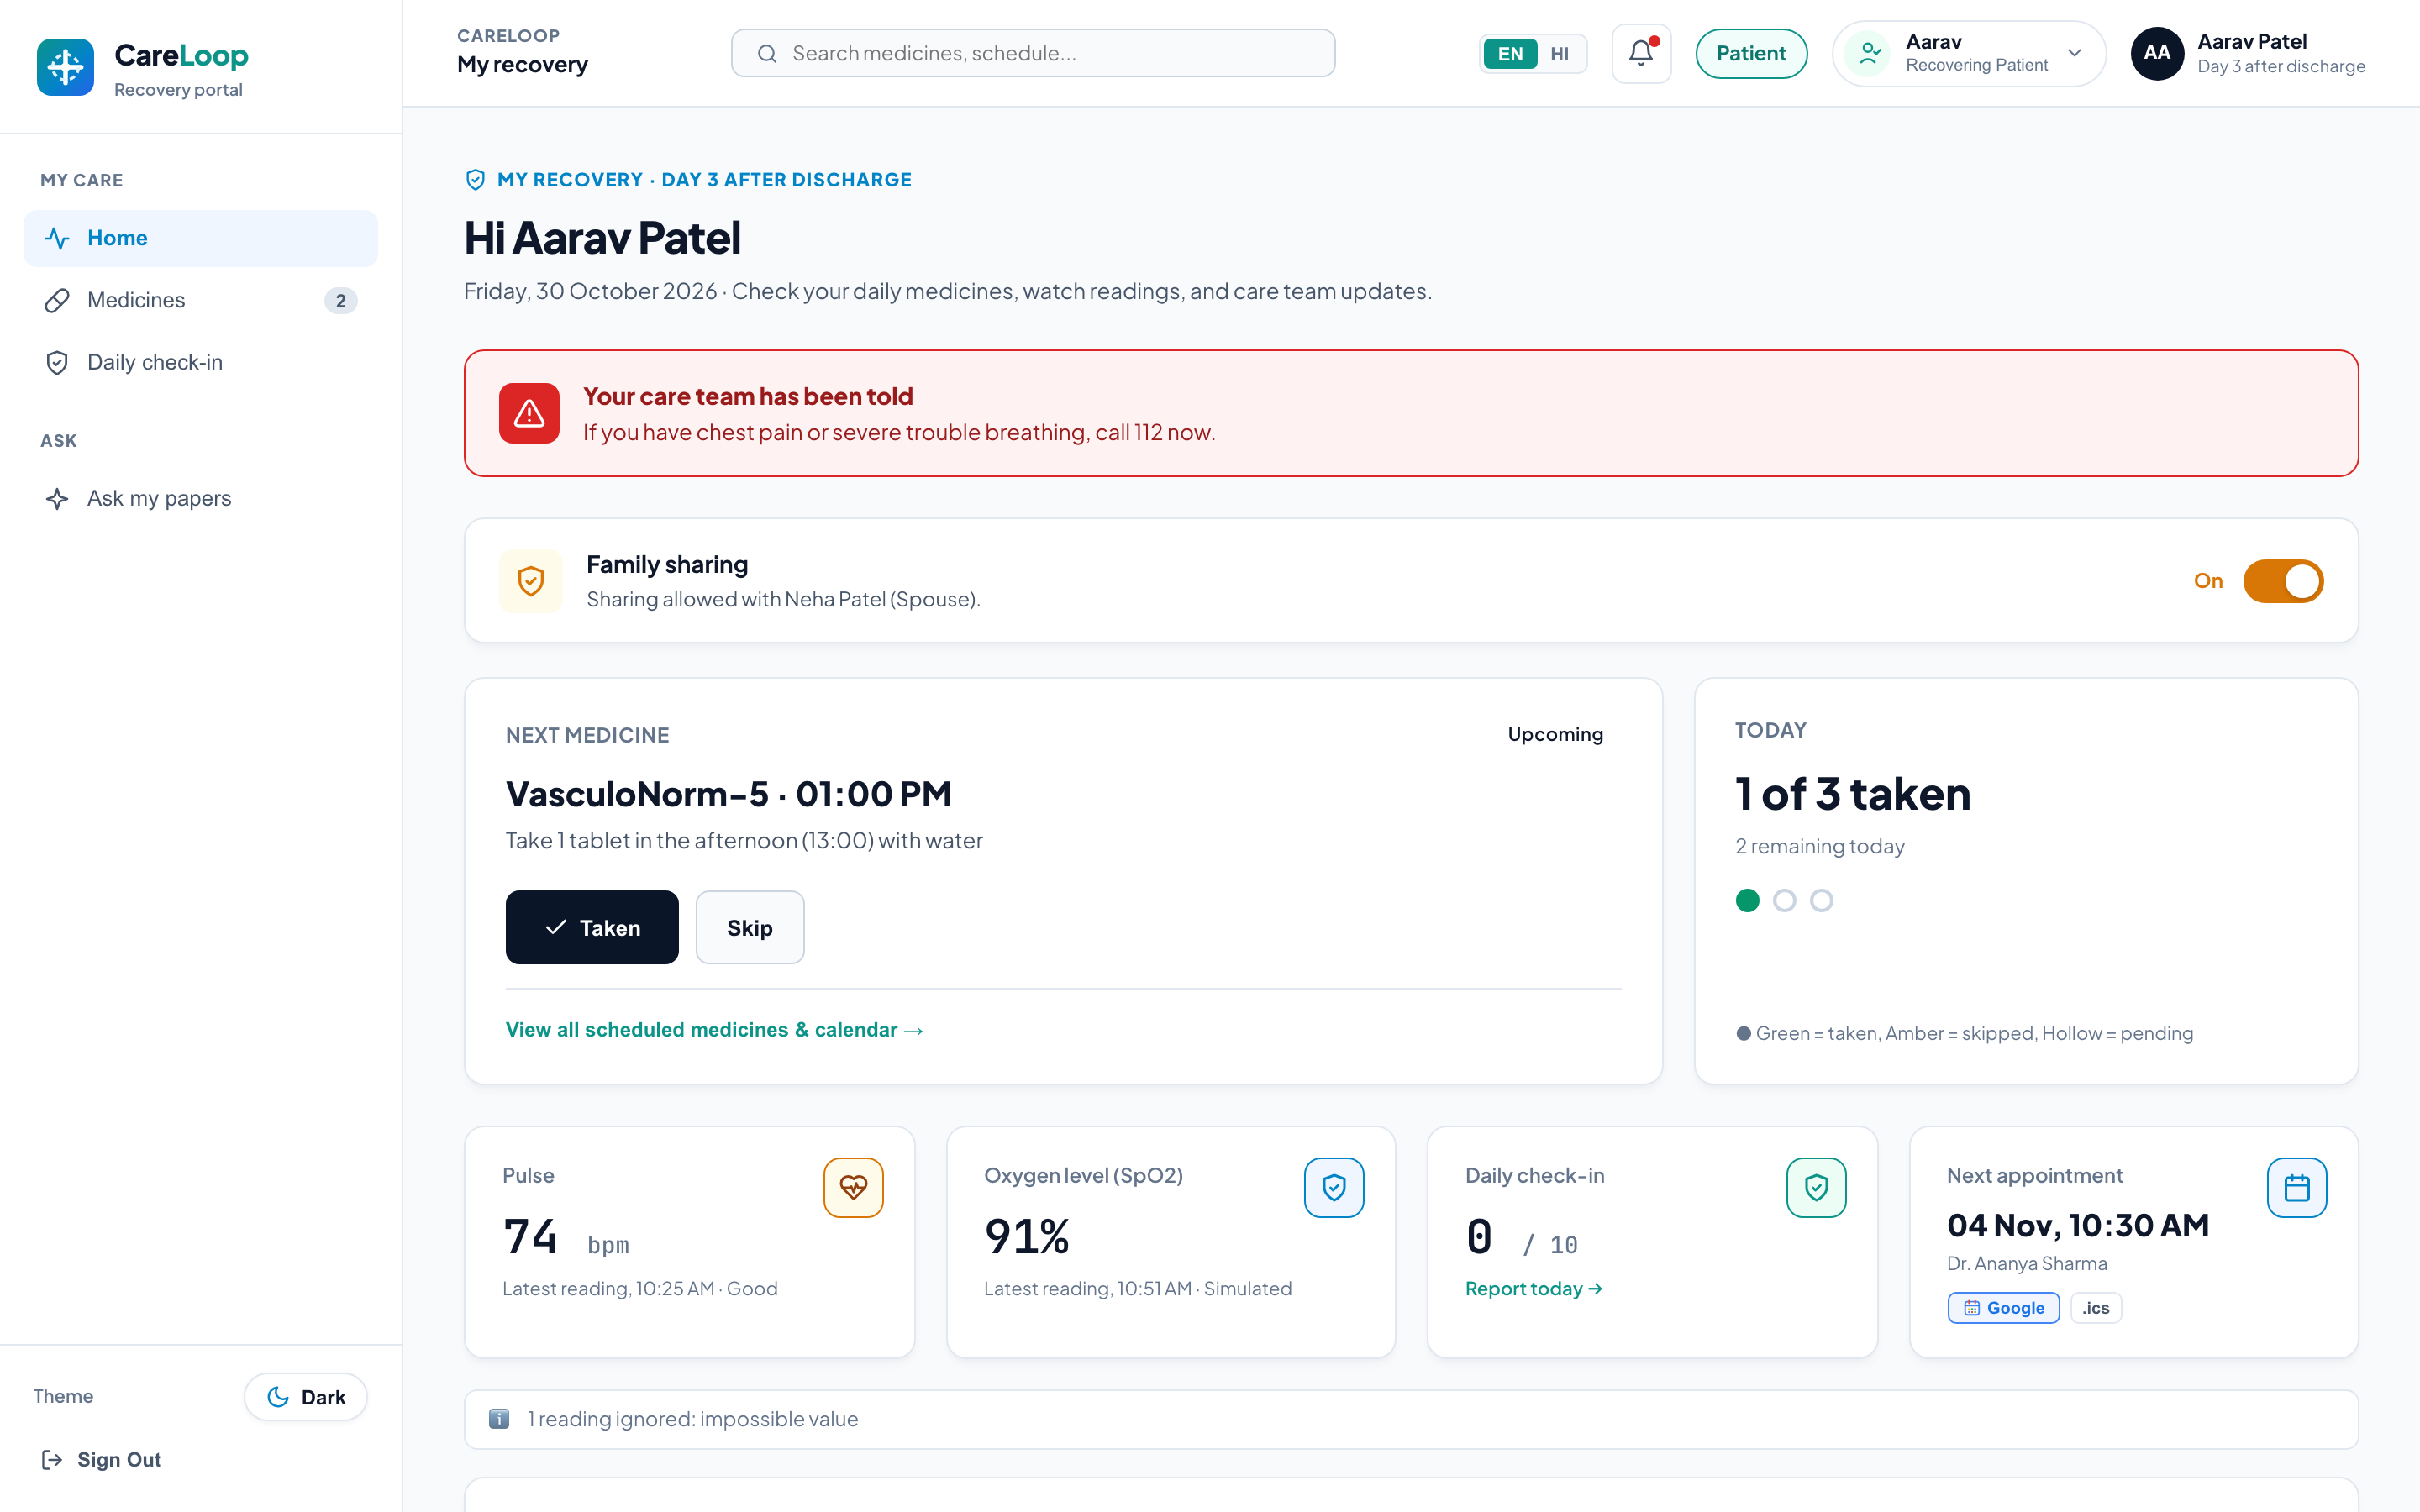 CareLoop
Recovery portal
MY CARE
Home
Medicines 2
Daily check-in
ASK
Ask my papers
Theme
Dark
Sign Out
CARELOOP
My recovery
Search medicines, schedule...
EN HI
Patient
Aarav
Recovering Patient
AA
Aarav Patel
Day 3 after discharge
MY RECOVERY · DAY 3 AFTER DISCHARGE
Hi Aarav Patel
Friday, 30 October 2026 · Check your daily medicines, watch readings, and care team updates.
Your care team has been told
If you have chest pain or severe trouble breathing, call 112 now.
Family sharing
Sharing allowed with Neha Patel (Spouse).
On
NEXT MEDICINE
Upcoming
VasculoNorm-5 · 01:00 PM
Take 1 tablet in the afternoon (13:00) with water
Taken
Skip
View all scheduled medicines & calendar →
TODAY
1 of 3 taken
2 remaining today
● Green = taken, Amber = skipped, Hollow = pending
Pulse
74 bpm
Latest reading, 10:25 AM · Good
Oxygen level (SpO2)
91%
Latest reading, 10:51 AM · Simulated
Daily check-in
0 / 10
Report today →
Next appointment
04 Nov, 10:30 AM
Dr. Ananya Sharma
Google
.ics
1 reading ignored: impossible value